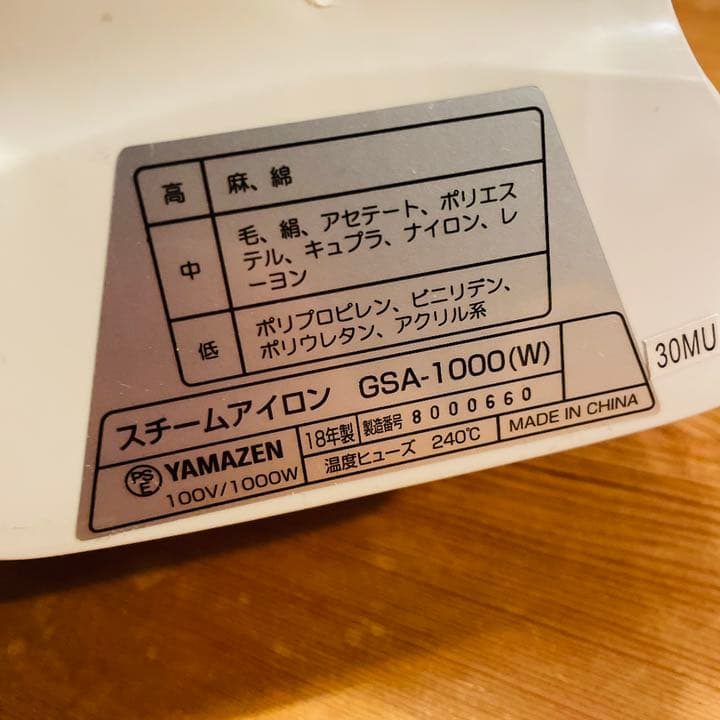 高 麻、綿
中 毛、絹、アセテート、ポリエス
テル、キュプラ、ナイロン、レ
ーヨン
低 ポリプロピレン、ビニリデン、
ポリウレタン、アクリル系
スチームアイロン GSA-1000(W)
PSE YAMAZEN 18年製 製造番号 8000660
100V/1000W 温度ヒューズ 240℃ MADE IN CHINA
30MU